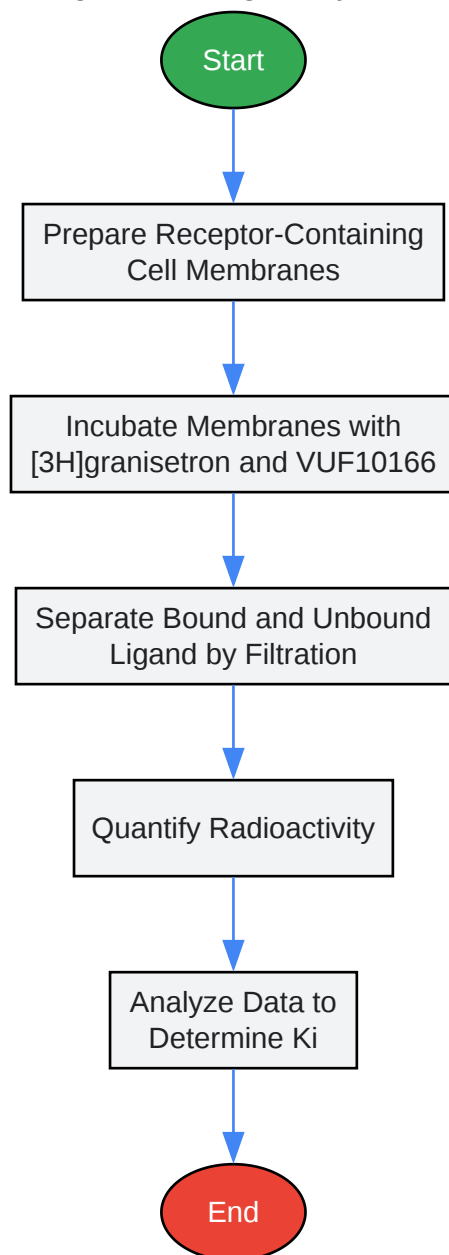 Start
Prepare Receptor-Containing
Cell Membranes
Incubate Membranes with
[3H]granisetron and VUF10166
Separate Bound and Unbound
Ligand by Filtration
Quantify Radioactivity
Analyze Data to
Determine Ki
End